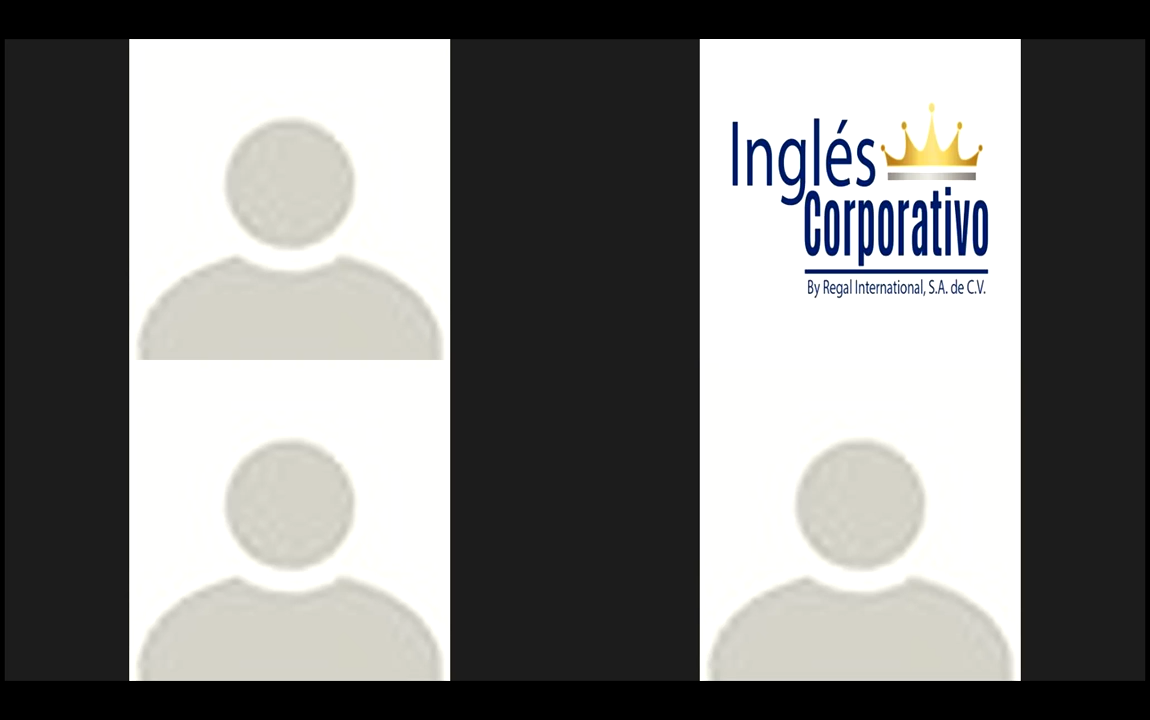 Inglés
Corporativo
By Regal International, S.A. de C.V.